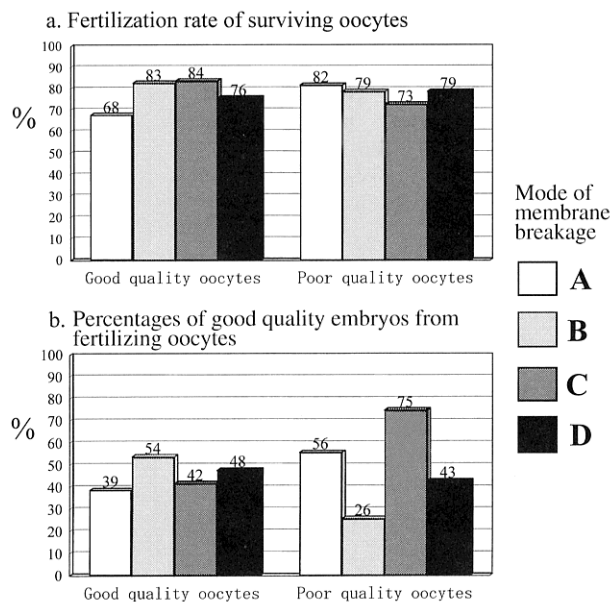 a. Fertilization rate of surviving oocytes
100
90
80
70
60
50
40
30
20
10
0
%
68
83
84
76
82
79
73
79
Good quality oocytes
Poor quality oocytes
b. Percentages of good quality embryos from
fertilizing oocytes
100
90
80
70
60
50
40
30
20
10
0
%
39
54
42
48
56
26
75
43
Good quality oocytes
Poor quality oocytes
Mode of
membrane
breakage
A
B
C
D